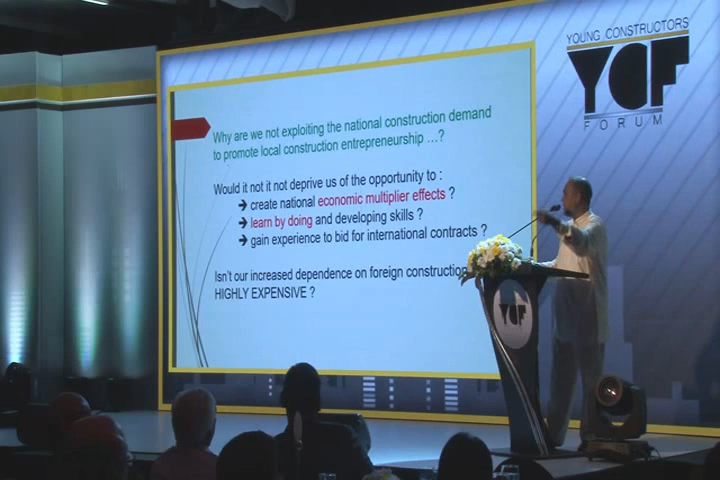 YOUNG CONSTRUCTORS
YCF
FORUM
Why are we not exploiting the national construction demand
to promote local construction entrepreneurship ...?
Would it not it not deprive us of the opportunity to :
➔ create national economic multiplier effects ?
➔ learn by doing and developing skills ?
➔ gain experience to bid for international contracts ?
Isn't our increased dependence on foreign construction
HIGHLY EXPENSIVE ?
YCF